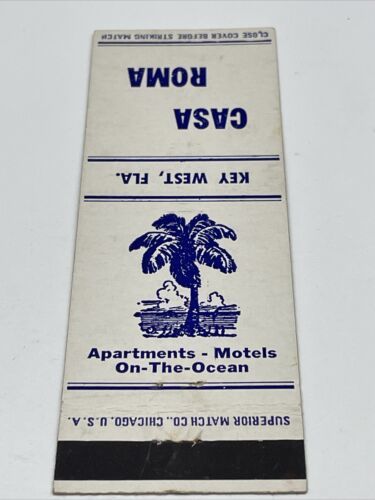 CLOSE COVER BEFORE STRIKING MATCH
CASA
ROMA
KEY WEST, FLA.
Apartments - Motels
On-The-Ocean
SUPERIOR MATCH CO., CHICAGO, U.S.A.